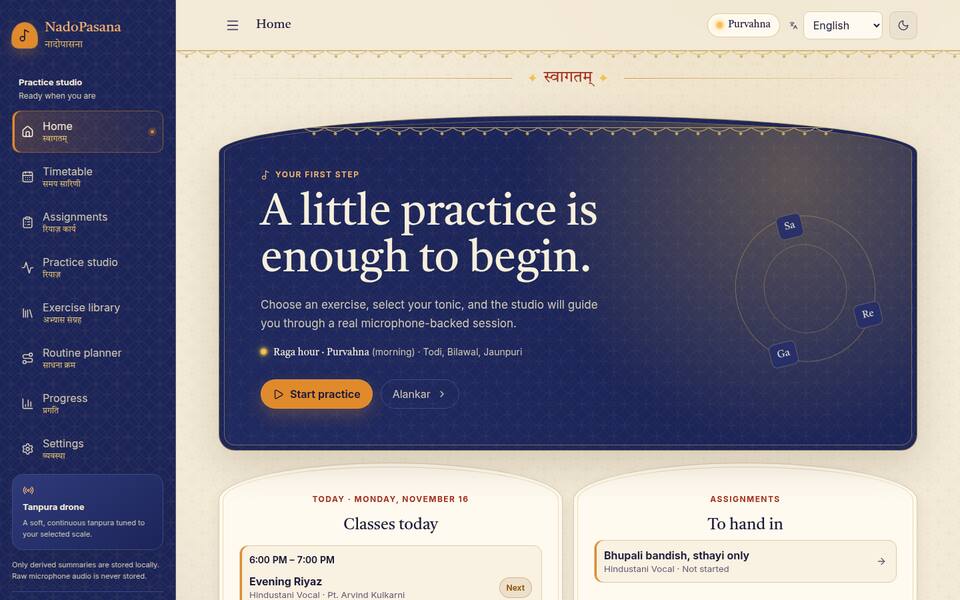 NadoPasana
नादोपासना
Practice studio
Ready when you are
Home
स्वागतम्
Timetable
समय सारिणी
Assignments
रियाज़ कार्य
Practice studio
रियाज़
Exercise library
अभ्यास संग्रह
Routine planner
साधना क्रम
Progress
प्रगति
Settings
व्यवस्था
Tanpura drone
A soft, continuous tanpura tuned to
your selected scale.
Only derived summaries are stored locally.
Raw microphone audio is never stored.
Home
Purvahna
English
स्वागतम्
YOUR FIRST STEP
A little practice is
enough to begin.
Choose an exercise, select your tonic, and the studio will guide
you through a real microphone-backed session.
Raga hour · Purvahna (morning) · Todi, Bilawal, Jaunpuri
Start practice
Alankar
Sa
Re
Ga
TODAY · MONDAY, NOVEMBER 16
Classes today
6:00 PM – 7:00 PM
Evening Riyaz
Hindustani Vocal · Pt. Arvind Kulkarni
Next
ASSIGNMENTS
To hand in
Bhupali bandish, sthayi only
Hindustani Vocal · Not started